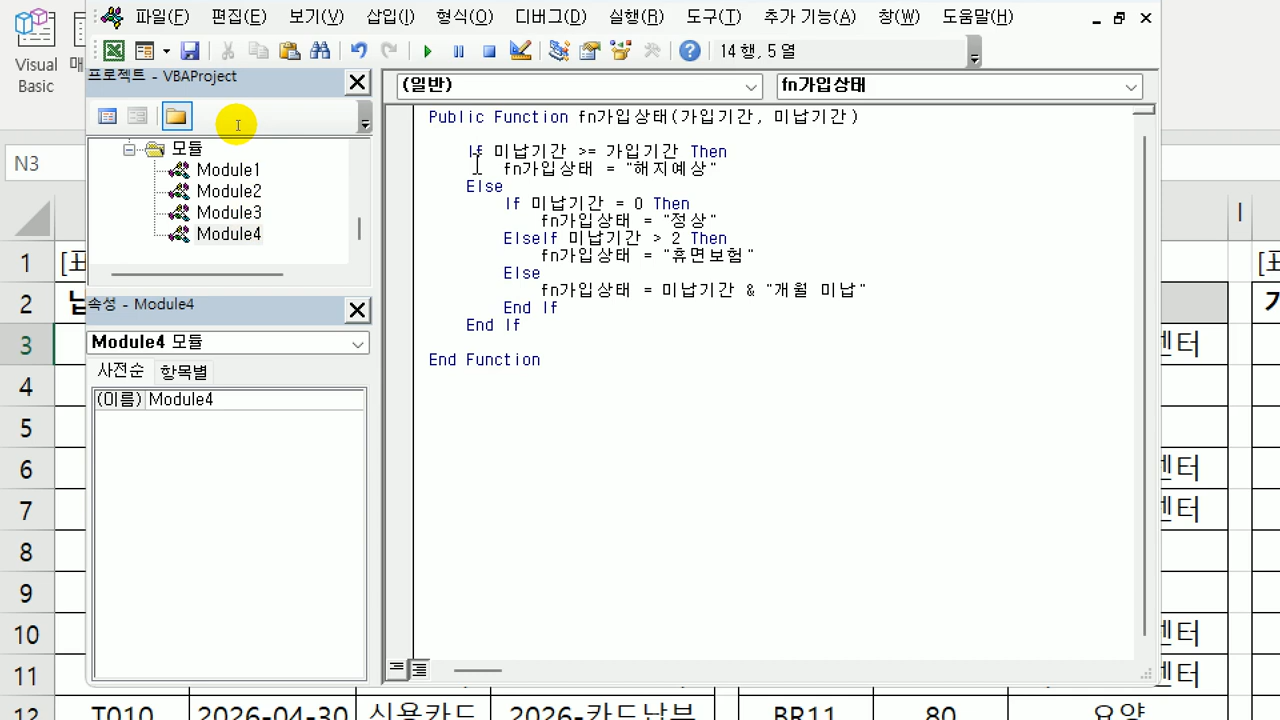 파일(F) 편집(E) 보기(V) 삽입(I) 형식(O) 디버그(D) 실행(R) 도구(T) 추가 기능(A) 창(W) 도움말(H)
14 행, 5 열
Visual
Basic
프로젝트 - VBAProject
(일반) fn가입상태
모듈
Module1
Module2
Module3
Module4
속성 - Module4
Module4 모듈
사전순 항목별
(이름) Module4
Public Function fn가입상태(가입기간, 미납기간)
If 미납기간 >= 가입기간 Then
fn가입상태 = "해지예상"
Else
If 미납기간 = 0 Then
fn가입상태 = "정상"
ElseIf 미납기간 > 2 Then
fn가입상태 = "휴면보험"
Else
fn가입상태 = 미납기간 & "개월 미납"
End If
End If
End Function
N3
I
1
2
3
4
5
6
7
8
9
10
11
12 T010 2026-04-30 신용카드 2026-카드납부 BR11 80 요약